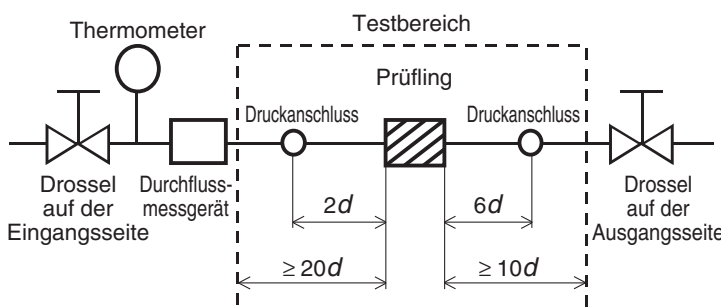 Testbereich
Thermometer
Prüfling
Druckanschluss
Druckanschluss
Drossel
auf der
Eingangsseite
Durchfluss-
messgerät
2d
6d
Drossel
auf der
Ausgangsseite
≥ 20d
≥ 10d